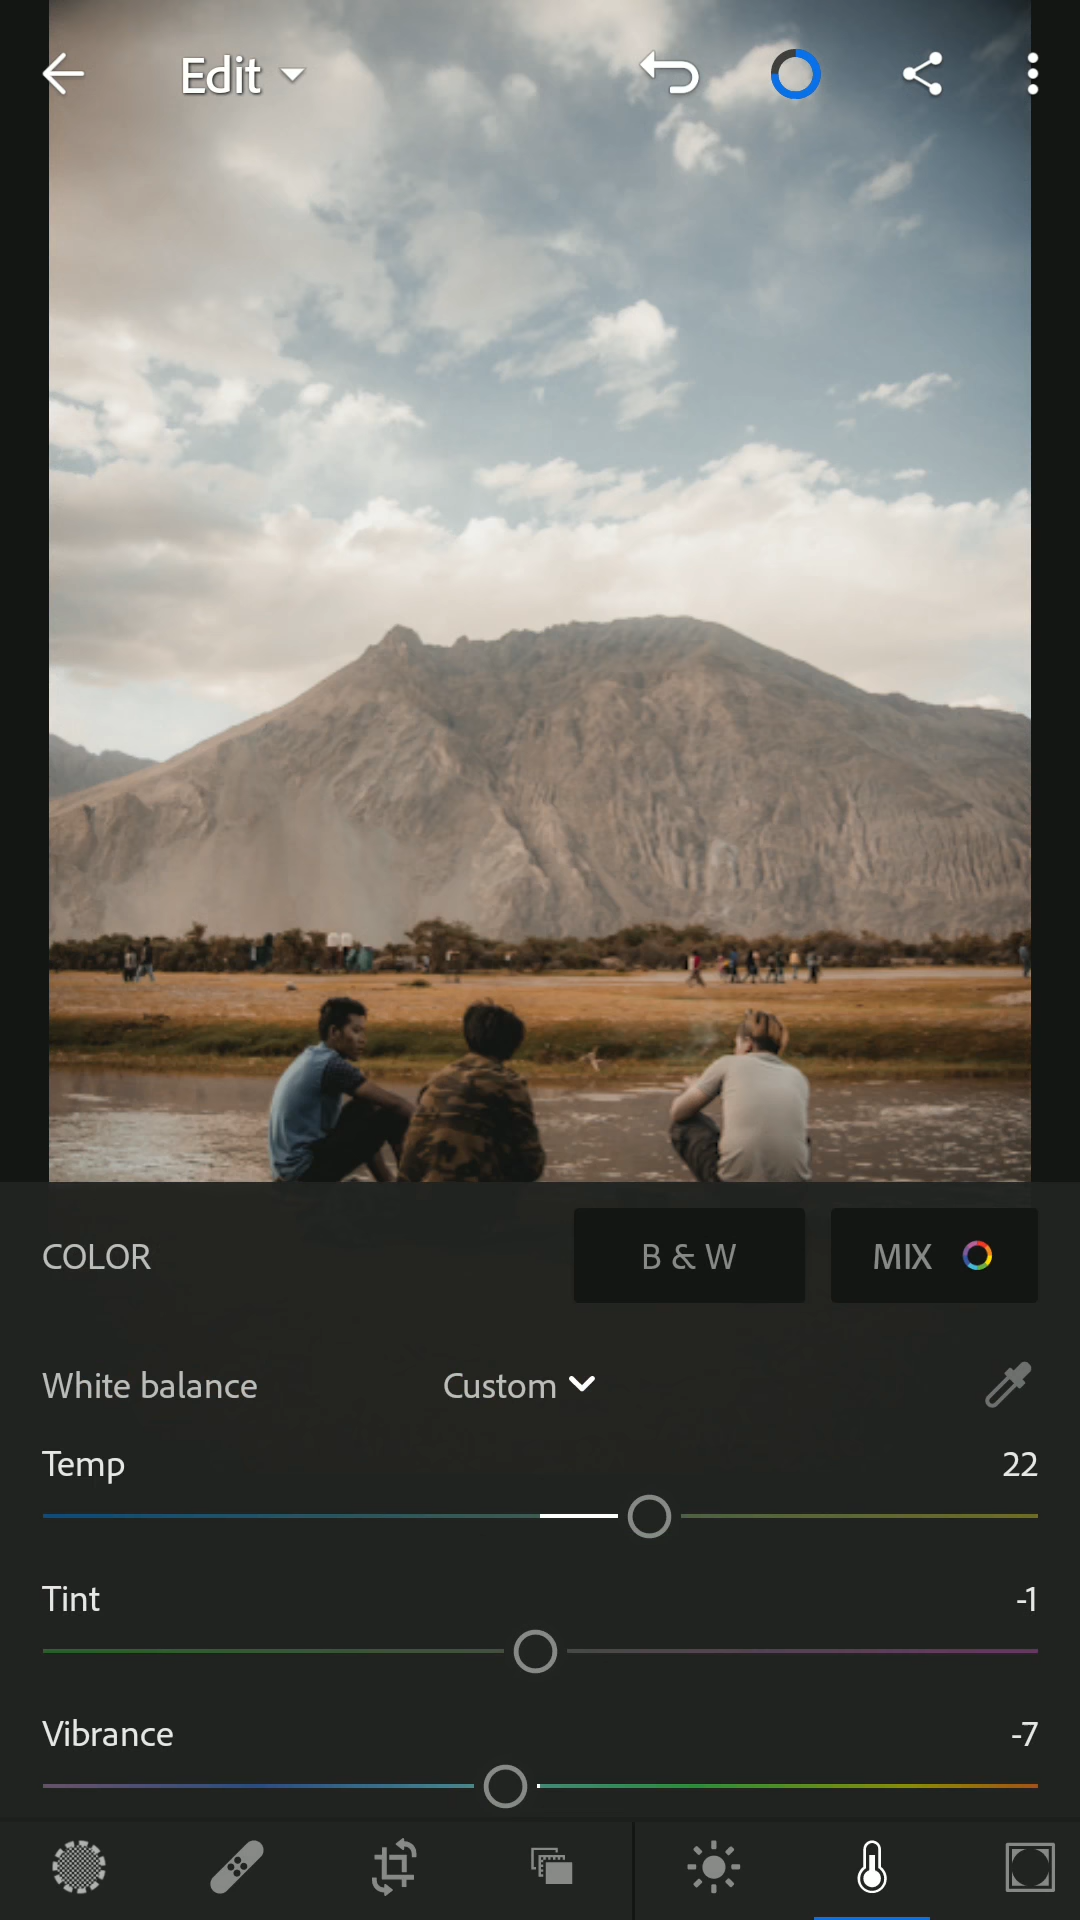 Edit
COLOR
B & W
MIX
White balance
Custom
Temp
22
Tint
-1
Vibrance
-7